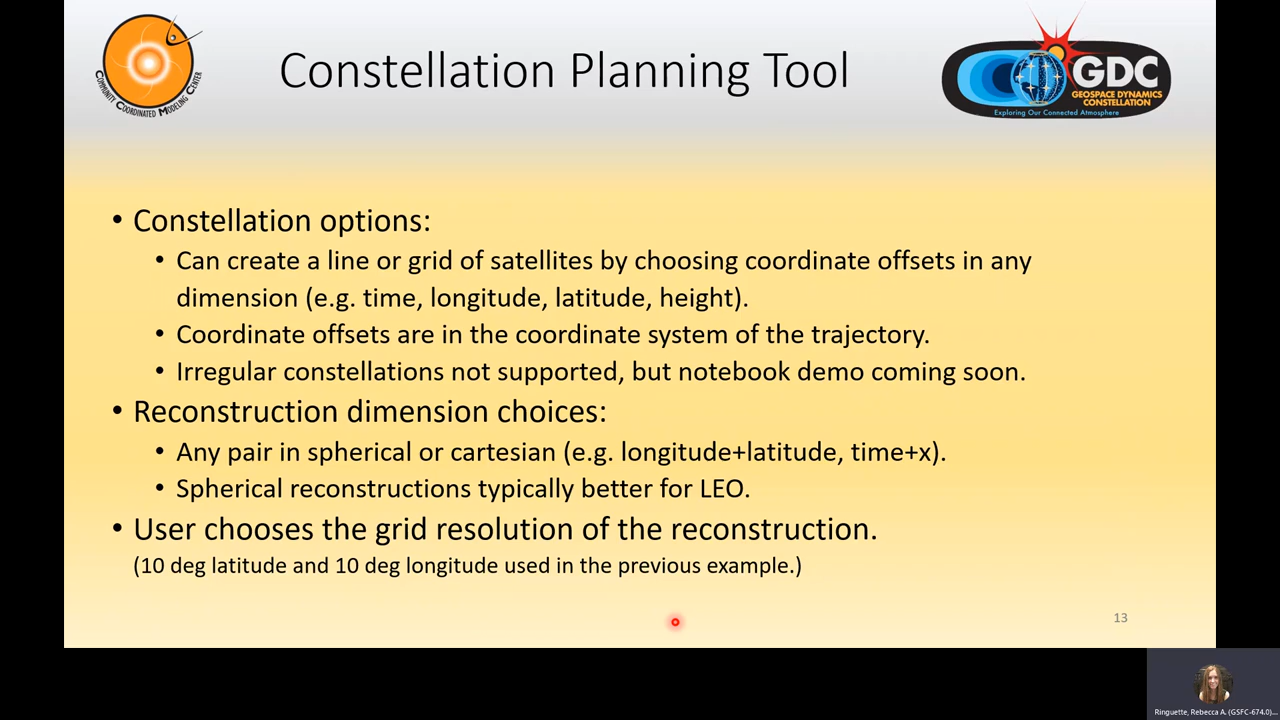 Constellation Planning Tool
COMMUNITY COORDINATED MODELING CENTER
GDC
GEOSPACE DYNAMICS
CONSTELLATION
Exploring Our Connected Atmosphere
• Constellation options:
• Can create a line or grid of satellites by choosing coordinate offsets in any
dimension (e.g. time, longitude, latitude, height).
• Coordinate offsets are in the coordinate system of the trajectory.
• Irregular constellations not supported, but notebook demo coming soon.
• Reconstruction dimension choices:
• Any pair in spherical or cartesian (e.g. longitude+latitude, time+x).
• Spherical reconstructions typically better for LEO.
• User chooses the grid resolution of the reconstruction.
(10 deg latitude and 10 deg longitude used in the previous example.)
13
Ringuette, Rebecca A. (GSFC-674.0)...